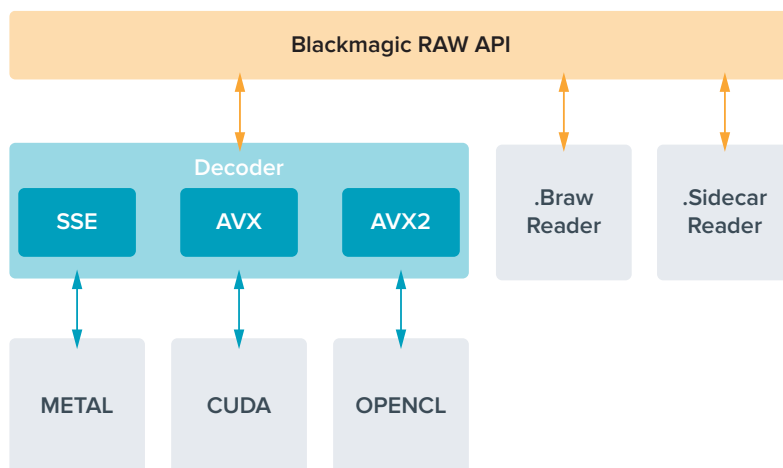 Blackmagic RAW API
Decoder
SSE
AVX
AVX2
.Braw
Reader
.Sidecar
Reader
METAL
CUDA
OPENCL